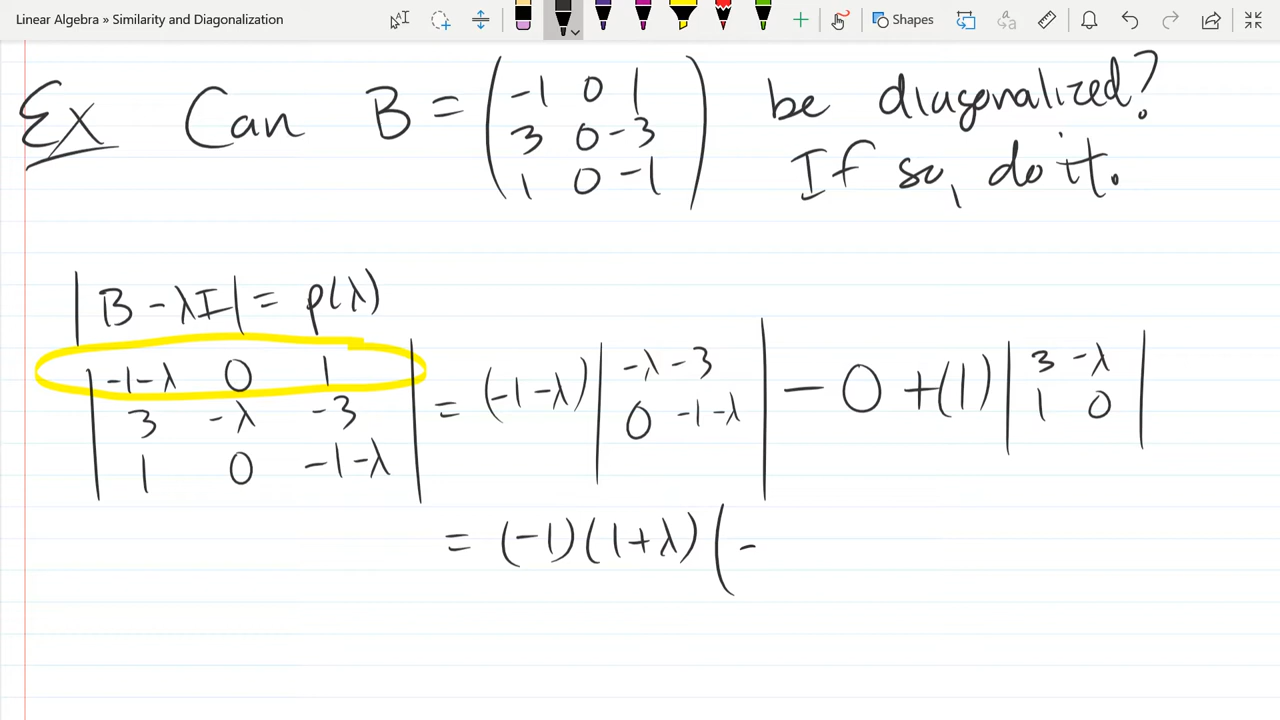 Linear Algebra » Similarity and Diagonalization
Shapes
Ex Can B = (-1 0 1 be diagonalized?
3 0 -3
1 0 -1) If so, do it.
|B - λI| = p(λ)
|-1-λ 0 1
3 -λ -3
1 0 -1-λ| = (-1-λ) |-λ -3
0 -1-λ| - 0 + (1) |3 -λ
1 0|
= (-1)(1+λ)(-